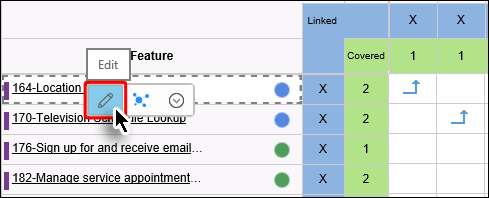 Linked X X
Edit
Feature Covered 1 1
164-Location X 2
170-Television Lookup X 2
176-Sign up for and receive email... X 1
182-Manage service appointment... X 2